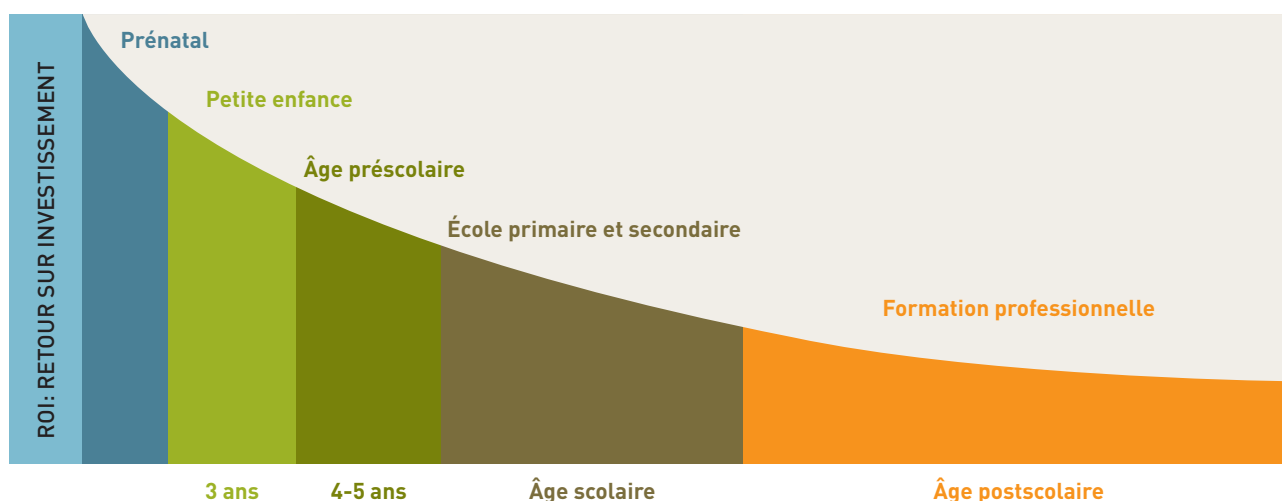 ROI: RETOUR SUR INVESTISSEMENT
Prénatal
Petite enfance
Âge préscolaire
École primaire et secondaire
Formation professionnelle
3 ans
4-5 ans
Âge scolaire
Âge postscolaire